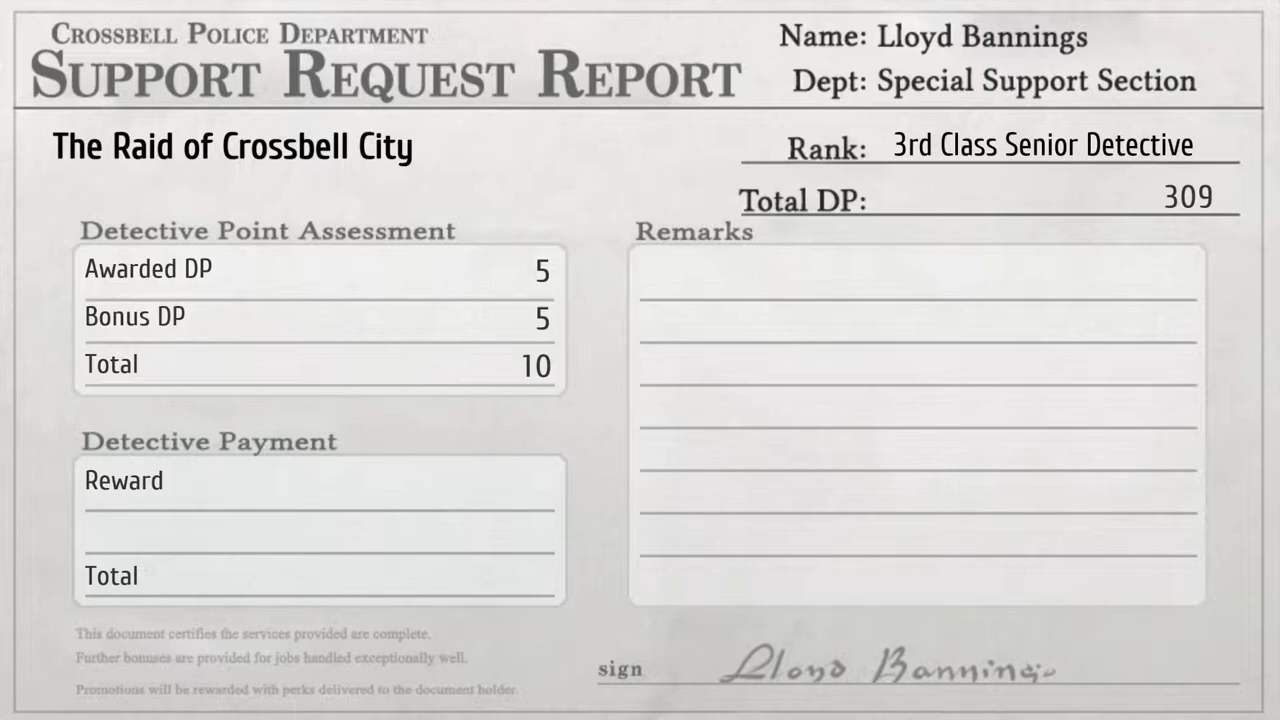 CROSSBELL POLICE DEPARTMENT
SUPPORT REQUEST REPORT
Name: Lloyd Bannings
Dept: Special Support Section
The Raid of Crossbell City
Rank: 3rd Class Senior Detective
Total DP: 309
Detective Point Assessment
Awarded DP 5
Bonus DP 5
Total 10
Remarks
Detective Payment
Reward
Total
This document certifies the services provided are complete.
Further bonuses are provided for jobs handled exceptionally well.
Promotions will be rewarded with perks delivered to the document holder.
sign Lloyd Bannings